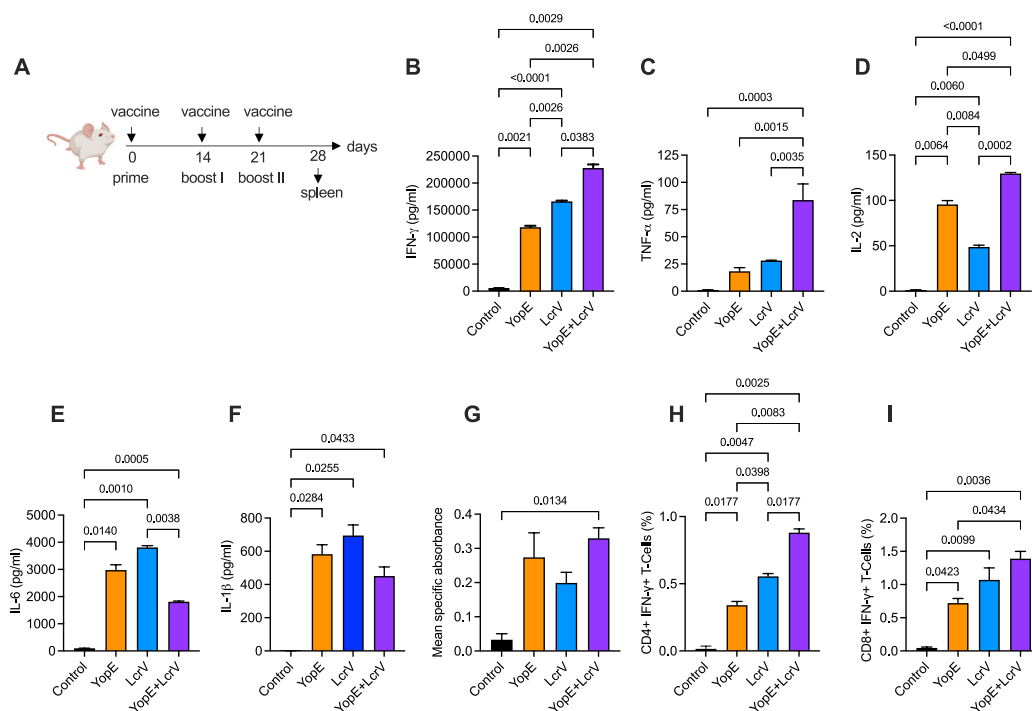 A
vaccine vaccine vaccine
0 14 21 28 days
prime boost I boost II
spleen
B
0.0029
0.0026
<0.0001
0.0026
0.0021 0.0383
IFN-γ (pg/ml)
250000
200000
150000
100000
50000
0
Control YopE LcrV YopE+LcrV
C
0.0003
0.0015
0.0035
TNF-α (pg/ml)
125
100
75
50
25
0
Control YopE LcrV YopE+LcrV
D
<0.0001
0.0499
0.0060
0.0084
0.0064 0.0002
IL-2 (pg/ml)
150
100
50
0
Control YopE LcrV YopE+LcrV
E
0.0005
0.0010
0.0140 0.0038
IL-6 (pg/ml)
5000
4000
3000
2000
1000
0
Control YopE LcrV YopE+LcrV
F
0.0433
0.0255
0.0284
IL-1β (pg/ml)
800
600
400
200
0
Control YopE LcrV YopE+LcrV
G
0.0134
Mean specific absorbance
0.4
0.3
0.2
0.1
0.0
Control YopE LcrV YopE+LcrV
H
0.0025
0.0083
0.0047
0.0398
0.0177 0.0177
CD4+ IFN-γ+ T-Cells (%)
1.0
0.5
0.0
Control YopE LcrV YopE+LcrV
I
0.0036
0.0434
0.0099
0.0423
CD8+ IFN-γ+ T-Cells (%)
2.0
1.5
1.0
0.5
0.0
Control YopE LcrV YopE+LcrV